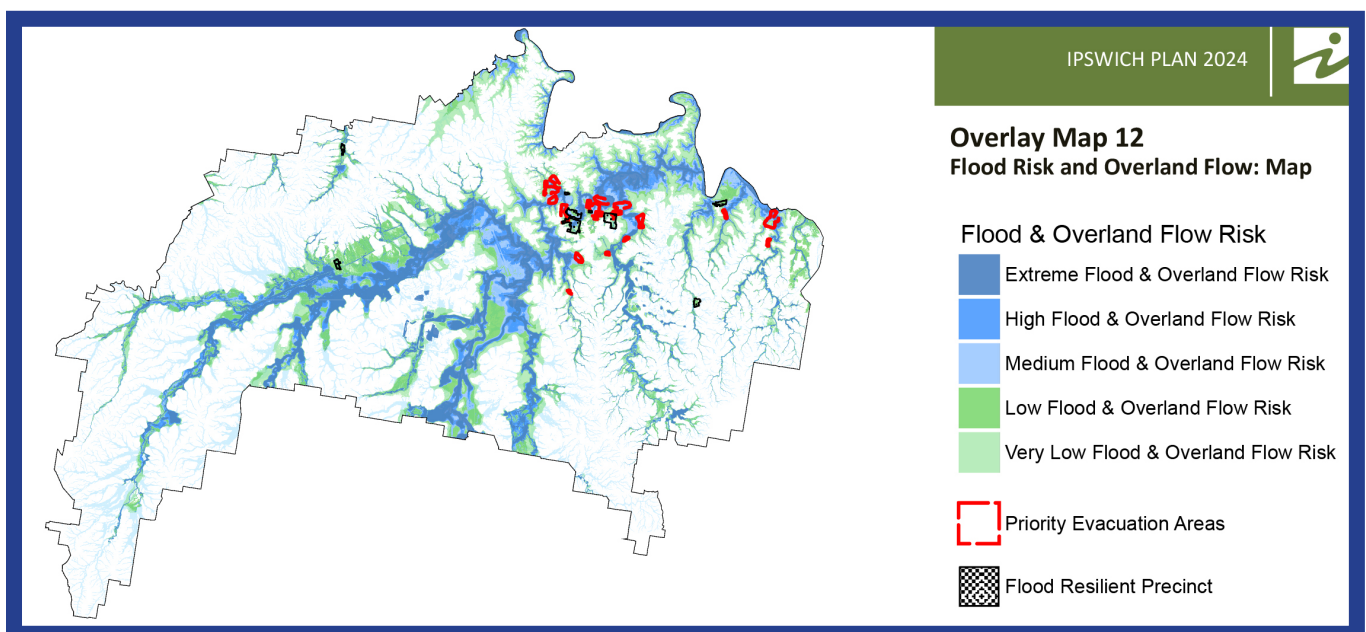 IPSWICH PLAN 2024
Overlay Map 12
Flood Risk and Overland Flow: Map
Flood & Overland Flow Risk
Extreme Flood & Overland Flow Risk
High Flood & Overland Flow Risk
Medium Flood & Overland Flow Risk
Low Flood & Overland Flow Risk
Very Low Flood & Overland Flow Risk
Priority Evacuation Areas
Flood Resilient Precinct